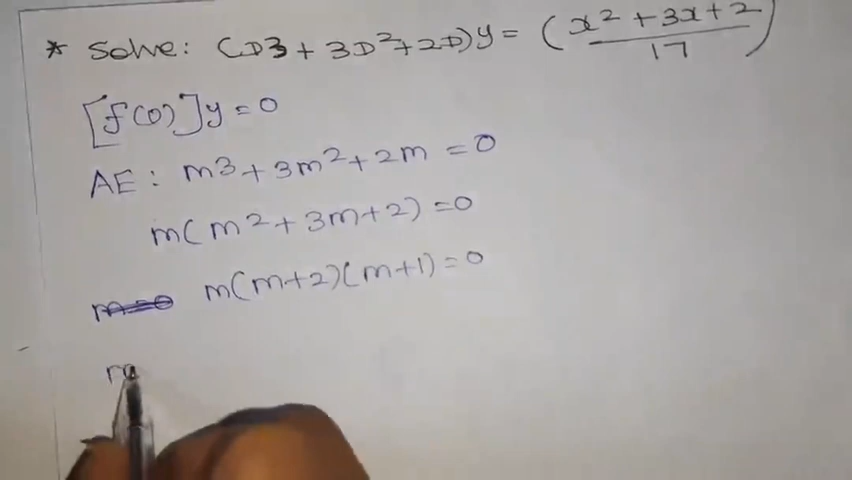 * Solve: (D3 + 3D² + 2D)y = (x² + 3x + 2 / 17)
[f(D)]y = 0
AE: m3 + 3m² + 2m = 0
m(m² + 3m + 2) = 0
m(m+2)(m+1) = 0